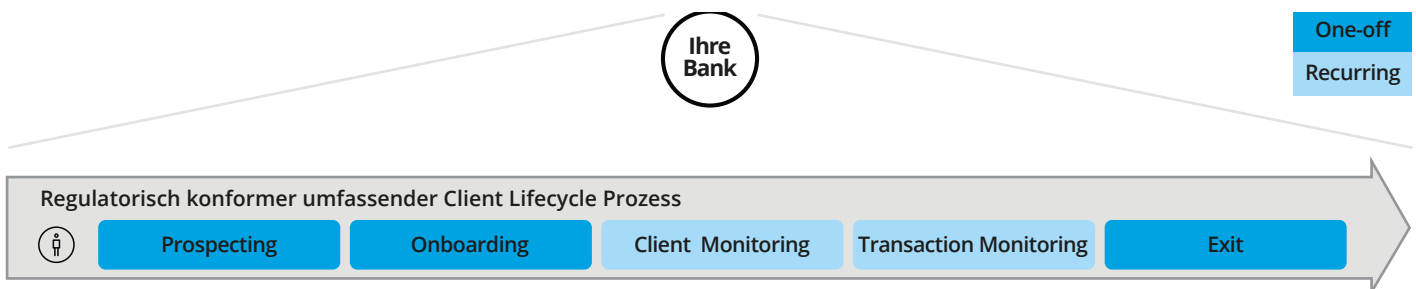 Ihre
Bank
One-off
Recurring
Regulatorisch konformer umfassender Client Lifecycle Prozess
Prospecting
Onboarding
Client Monitoring
Transaction Monitoring
Exit